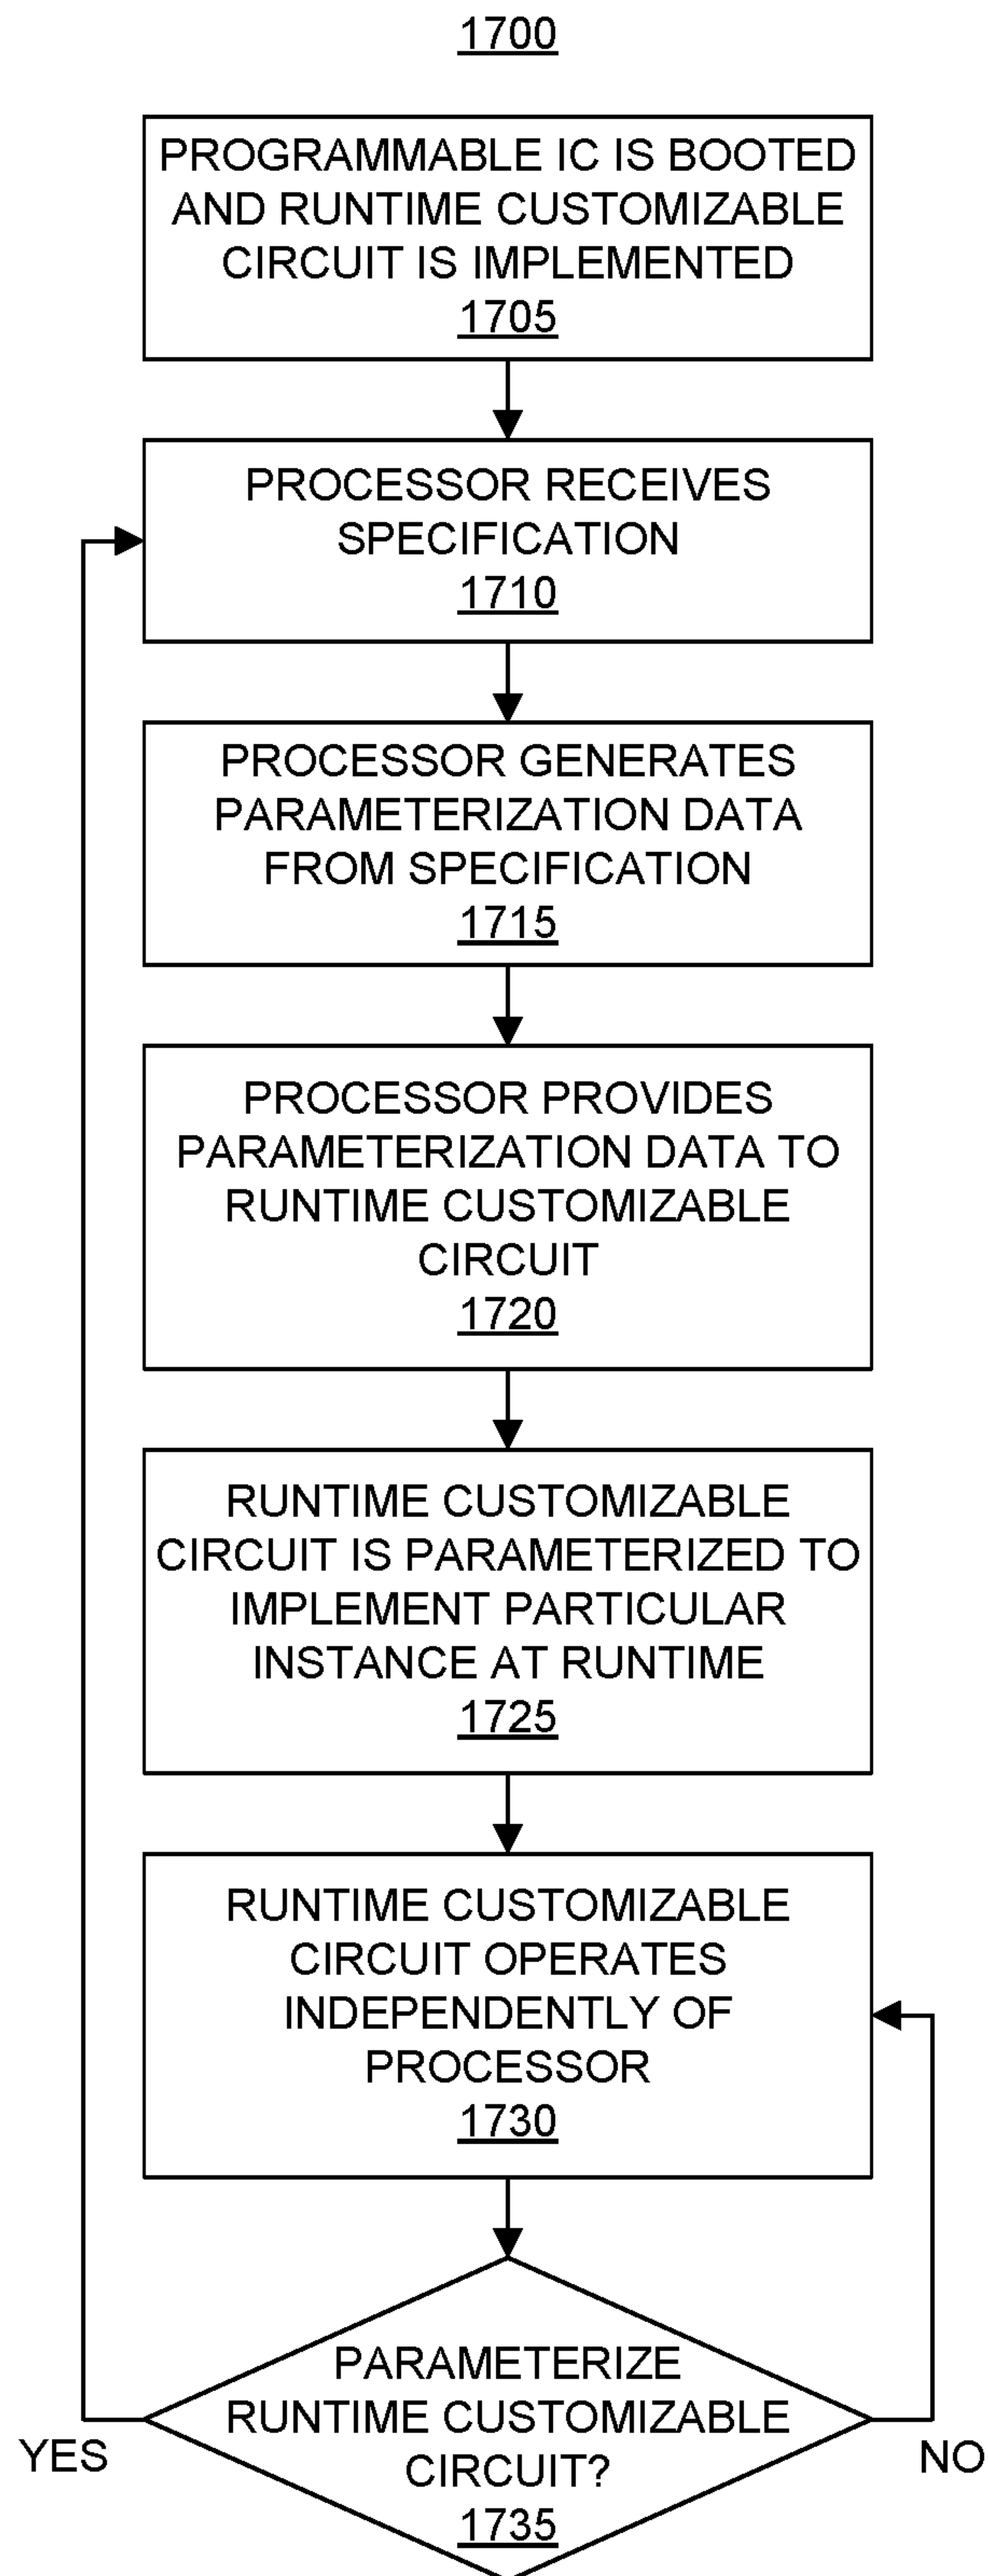 1700
PROGRAMMABLE IC IS BOOTED
AND RUNTIME CUSTOMIZABLE
CIRCUIT IS IMPLEMENTED
1705
PROCESSOR RECEIVES
SPECIFICATION
1710
PROCESSOR GENERATES
PARAMETERIZATION DATA
FROM SPECIFICATION
1715
PROCESSOR PROVIDES
PARAMETERIZATION DATA TO
RUNTIME CUSTOMIZABLE
CIRCUIT
1720
RUNTIME CUSTOMIZABLE
CIRCUIT IS PARAMETERIZED TO
IMPLEMENT PARTICULAR
INSTANCE AT RUNTIME
1725
RUNTIME CUSTOMIZABLE
CIRCUIT OPERATES
INDEPENDENTLY OF
PROCESSOR
1730
PARAMETERIZE
RUNTIME CUSTOMIZABLE
CIRCUIT?
1735
YES
NO